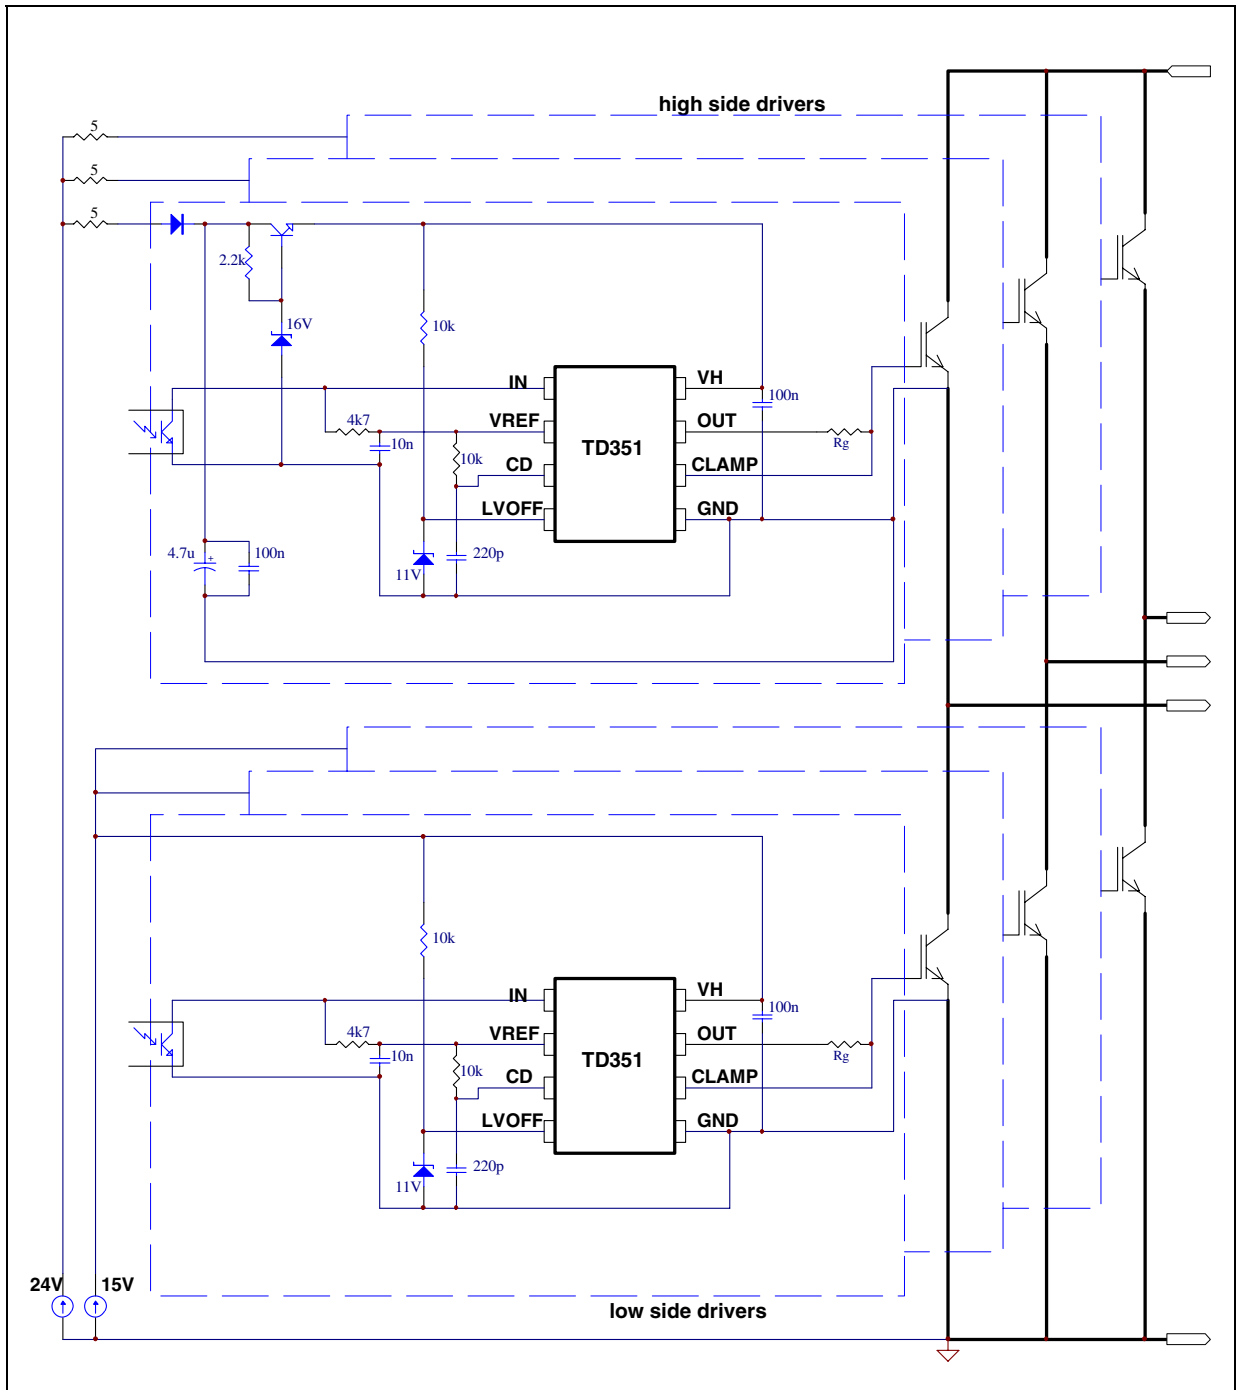 high side drivers
5
5
5
2.2k
16V
10k
IN
VH
100n
4k7
VREF
OUT
10n
10k
TD351
Rg
CD
CLAMP
LVOFF
GND
4.7u
+
100n
220p
11V
10k
IN
VH
100n
4k7
VREF
OUT
10n
10k
TD351
Rg
CD
CLAMP
LVOFF
GND
220p
11V
24V
15V
low side drivers